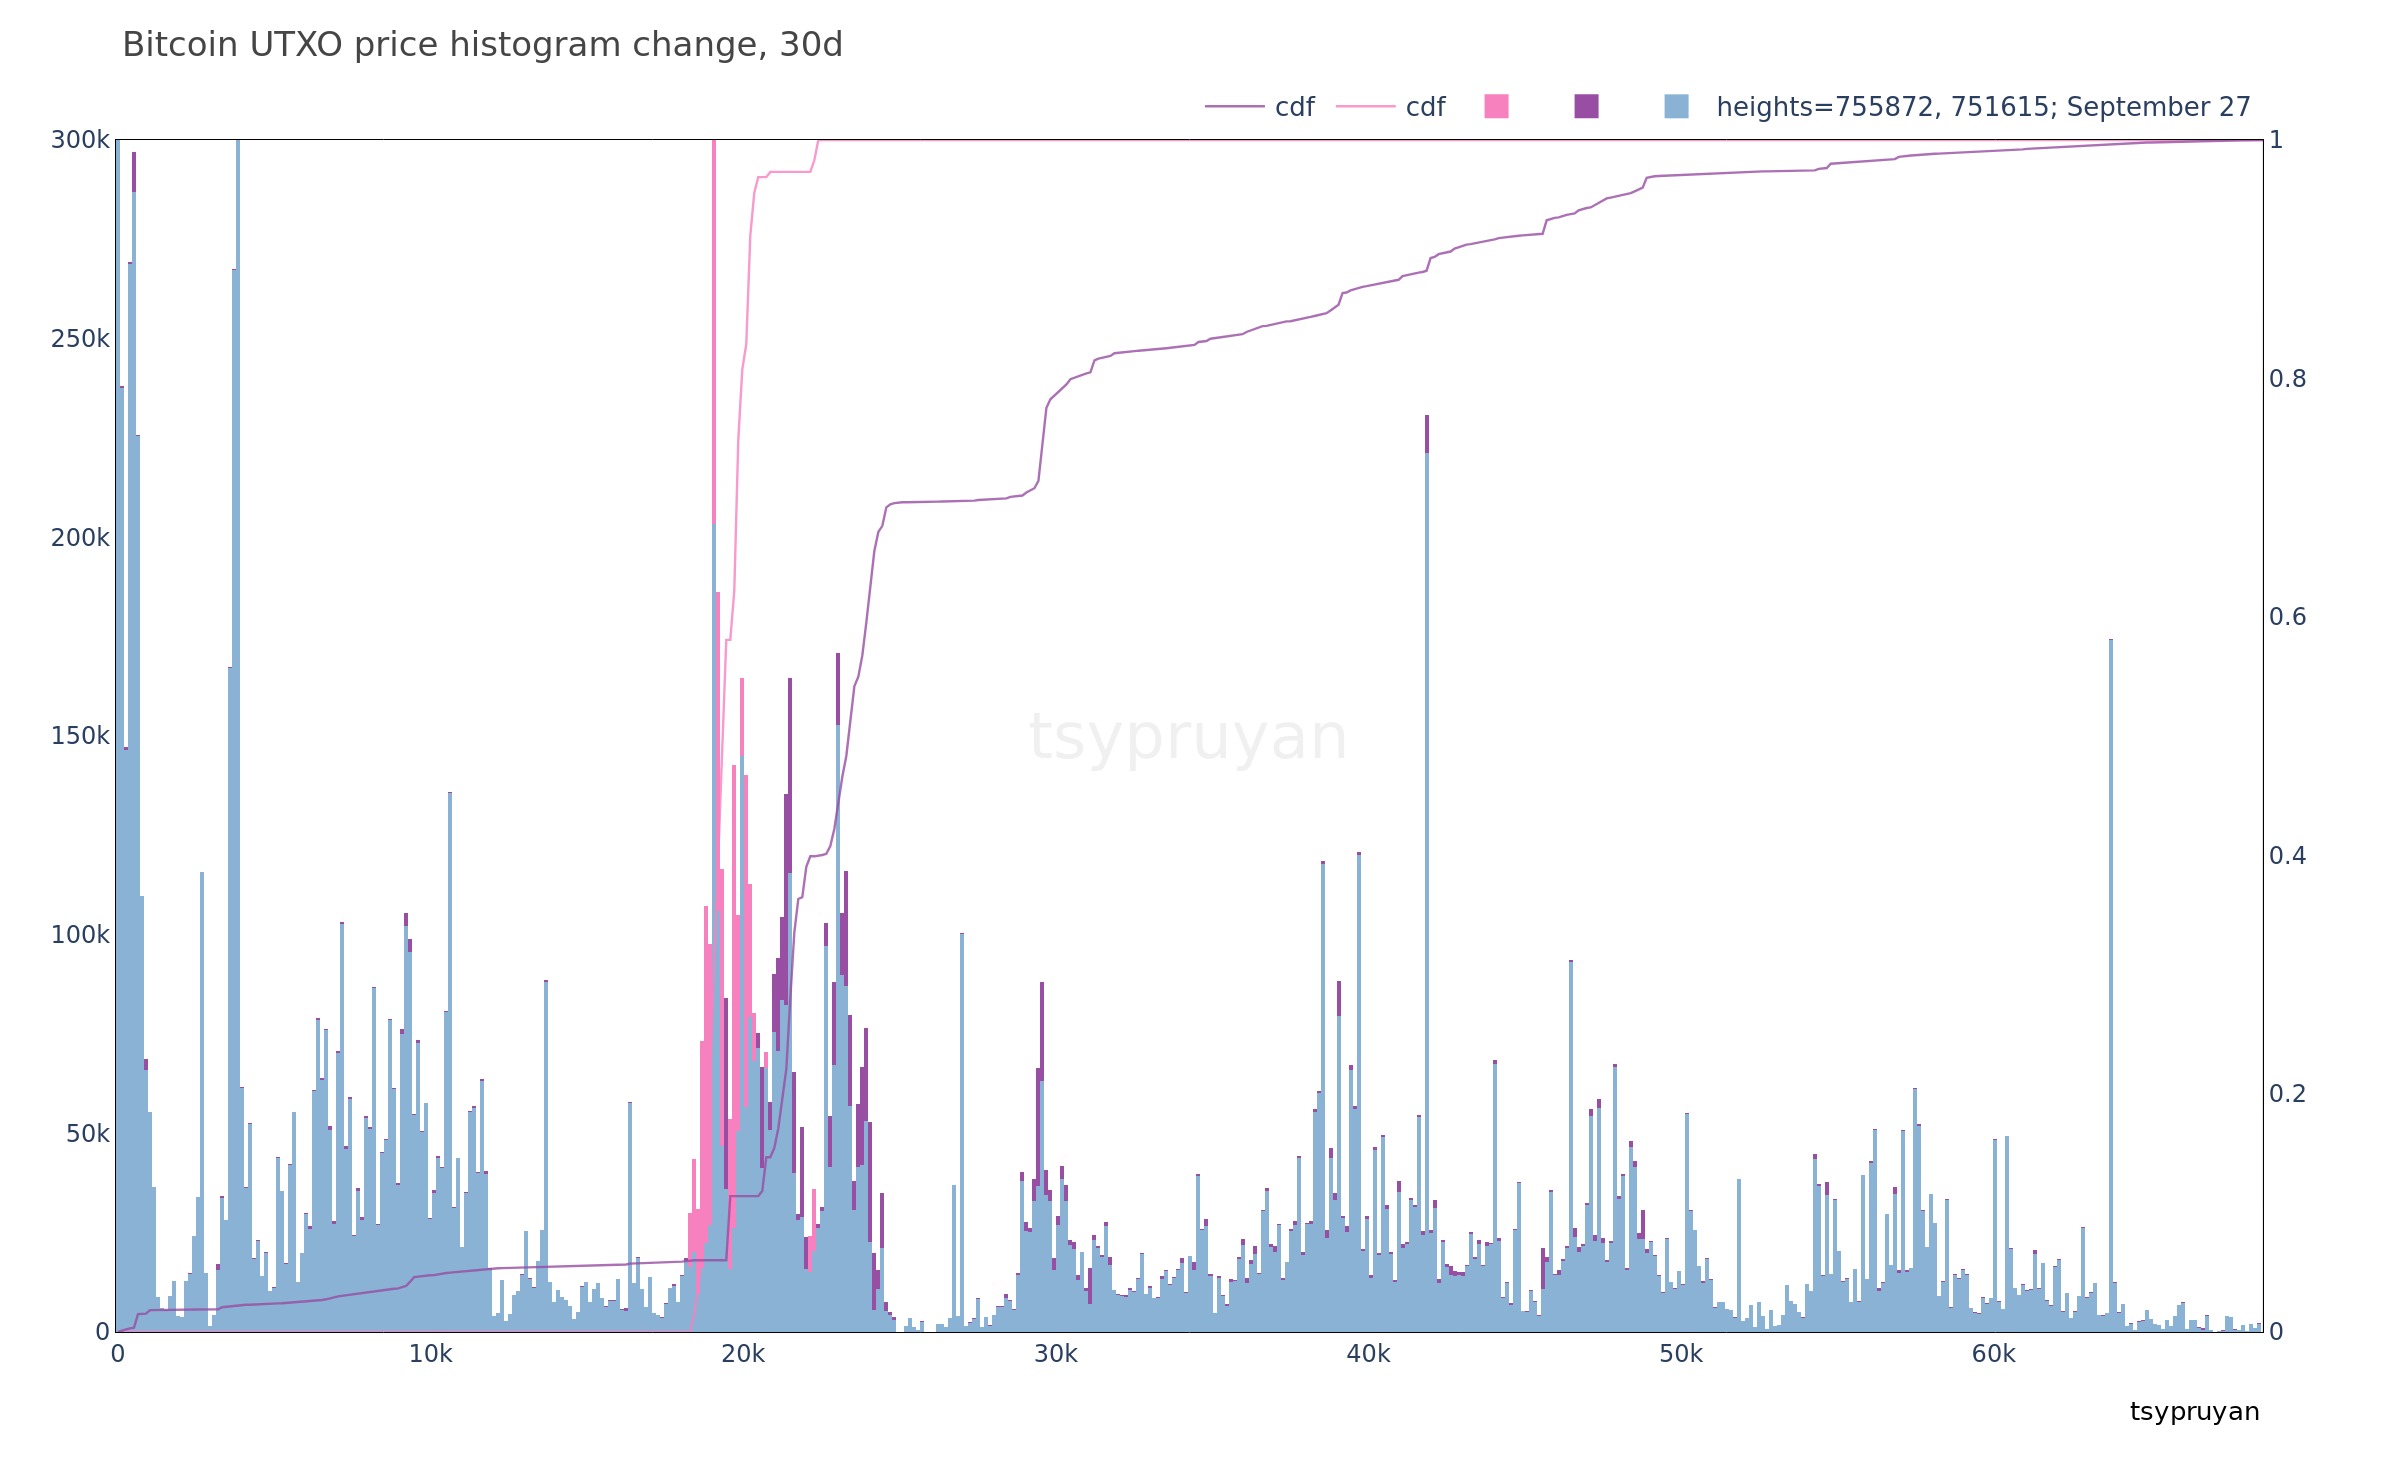 Bitcoin UTXO price histogram change, 30d
cdf cdf heights=755872, 751615; September 27
300k
250k
200k
150k
100k
50k
0
1
0.8
0.6
0.4
0.2
0
tsypruyan
0 10k 20k 30k 40k 50k 60k
tsypruyan